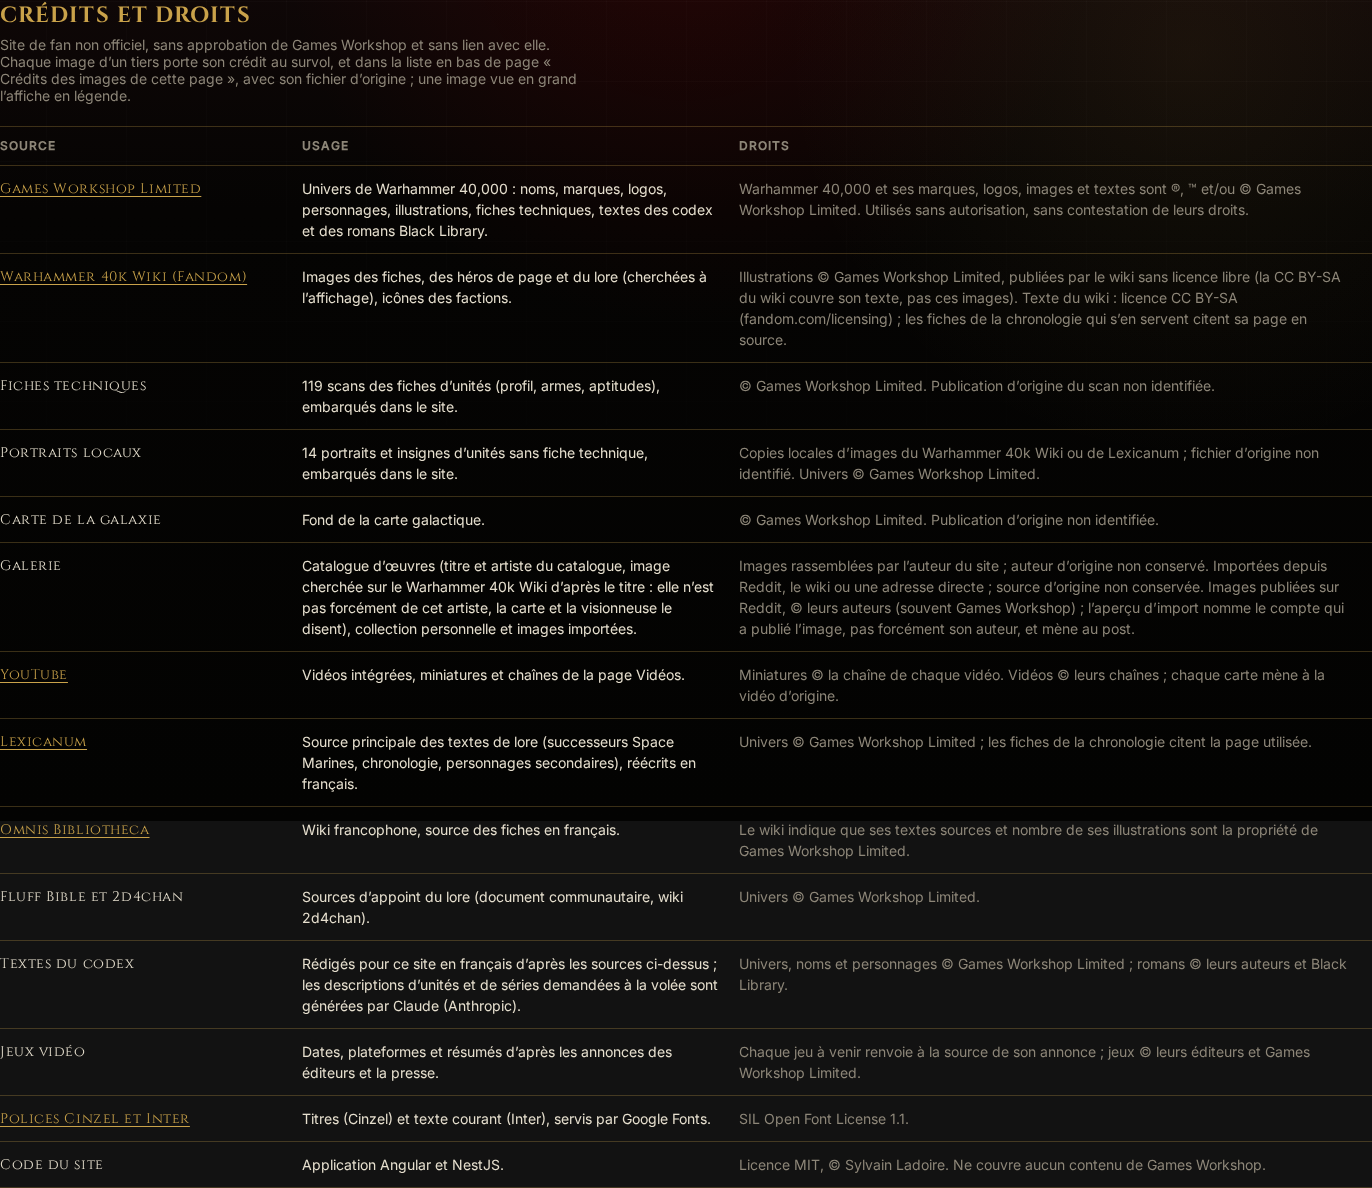 CRÉDITS ET DROITS
Site de fan non officiel, sans approbation de Games Workshop et sans lien avec elle.
Chaque image d’un tiers porte son crédit au survol, et dans la liste en bas de page «
Crédits des images de cette page », avec son fichier d’origine ; une image vue en grand
l’affiche en légende.
SOURCE USAGE DROITS
Games Workshop Limited
Univers de Warhammer 40,000 : noms, marques, logos,
personnages, illustrations, fiches techniques, textes des codex
et des romans Black Library.
Warhammer 40,000 et ses marques, logos, images et textes sont ®, ™ et/ou © Games
Workshop Limited. Utilisés sans autorisation, sans contestation de leurs droits.
Warhammer 40k Wiki (Fandom)
Images des fiches, des héros de page et du lore (cherchées à
l’affichage), icônes des factions.
Illustrations © Games Workshop Limited, publiées par le wiki sans licence libre (la CC BY-SA
du wiki couvre son texte, pas ces images). Texte du wiki : licence CC BY-SA
(fandom.com/licensing) ; les fiches de la chronologie qui s’en servent citent sa page en
source.
Fiches techniques
119 scans des fiches d’unités (profil, armes, aptitudes),
embarqués dans le site.
© Games Workshop Limited. Publication d’origine du scan non identifiée.
Portraits locaux
14 portraits et insignes d’unités sans fiche technique,
embarqués dans le site.
Copies locales d’images du Warhammer 40k Wiki ou de Lexicanum ; fichier d’origine non
identifié. Univers © Games Workshop Limited.
Carte de la galaxie
Fond de la carte galactique.
© Games Workshop Limited. Publication d’origine non identifiée.
Galerie
Catalogue d’œuvres (titre et artiste du catalogue, image
cherchée sur le Warhammer 40k Wiki d’après le titre : elle n’est
pas forcément de cet artiste, la carte et la visionneuse le
disent), collection personnelle et images importées.
Images rassemblées par l’auteur du site ; auteur d’origine non conservé. Importées depuis
Reddit, le wiki ou une adresse directe ; source d’origine non conservée. Images publiées sur
Reddit, © leurs auteurs (souvent Games Workshop) ; l’aperçu d’import nomme le compte qui
a publié l’image, pas forcément son auteur, et mène au post.
YouTube
Vidéos intégrées, miniatures et chaînes de la page Vidéos.
Miniatures © la chaîne de chaque vidéo. Vidéos © leurs chaînes ; chaque carte mène à la
vidéo d’origine.
Lexicanum
Source principale des textes de lore (successeurs Space
Marines, chronologie, personnages secondaires), réécrits en
français.
Univers © Games Workshop Limited ; les fiches de la chronologie citent la page utilisée.
Omnis Bibliotheca
Wiki francophone, source des fiches en français.
Le wiki indique que ses textes sources et nombre de ses illustrations sont la propriété de
Games Workshop Limited.
Fluff Bible et 2d4chan
Sources d’appoint du lore (document communautaire, wiki
2d4chan).
Univers © Games Workshop Limited.
Textes du codex
Rédigés pour ce site en français d’après les sources ci-dessus ;
les descriptions d’unités et de séries demandées à la volée sont
générées par Claude (Anthropic).
Univers, noms et personnages © Games Workshop Limited ; romans © leurs auteurs et Black
Library.
Jeux vidéo
Dates, plateformes et résumés d’après les annonces des
éditeurs et la presse.
Chaque jeu à venir renvoie à la source de son annonce ; jeux © leurs éditeurs et Games
Workshop Limited.
Polices Cinzel et Inter
Titres (Cinzel) et texte courant (Inter), servis par Google Fonts.
SIL Open Font License 1.1.
Code du site
Application Angular et NestJS.
Licence MIT, © Sylvain Ladoire. Ne couvre aucun contenu de Games Workshop.